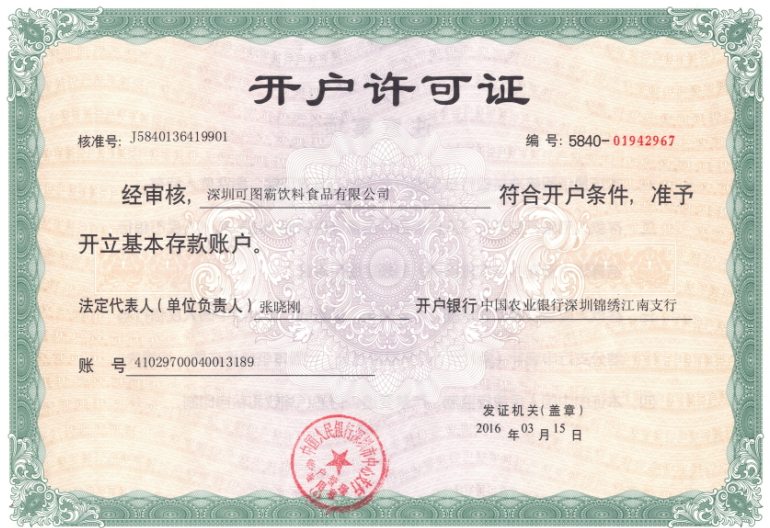 开户许可证
核准号: J5840136419901 编 号: 5840-01942967
经审核, 深圳可图霸饮料食品有限公司 符合开户条件, 准予
开立基本存款账户。
法定代表人(单位负责人) 张晓刚 开户银行 中国农业银行深圳锦绣江南支行
账 号 41029700040013189
发证机关(盖章)
2016 年 03 月 15 日
中国人民银行深圳市中心支行